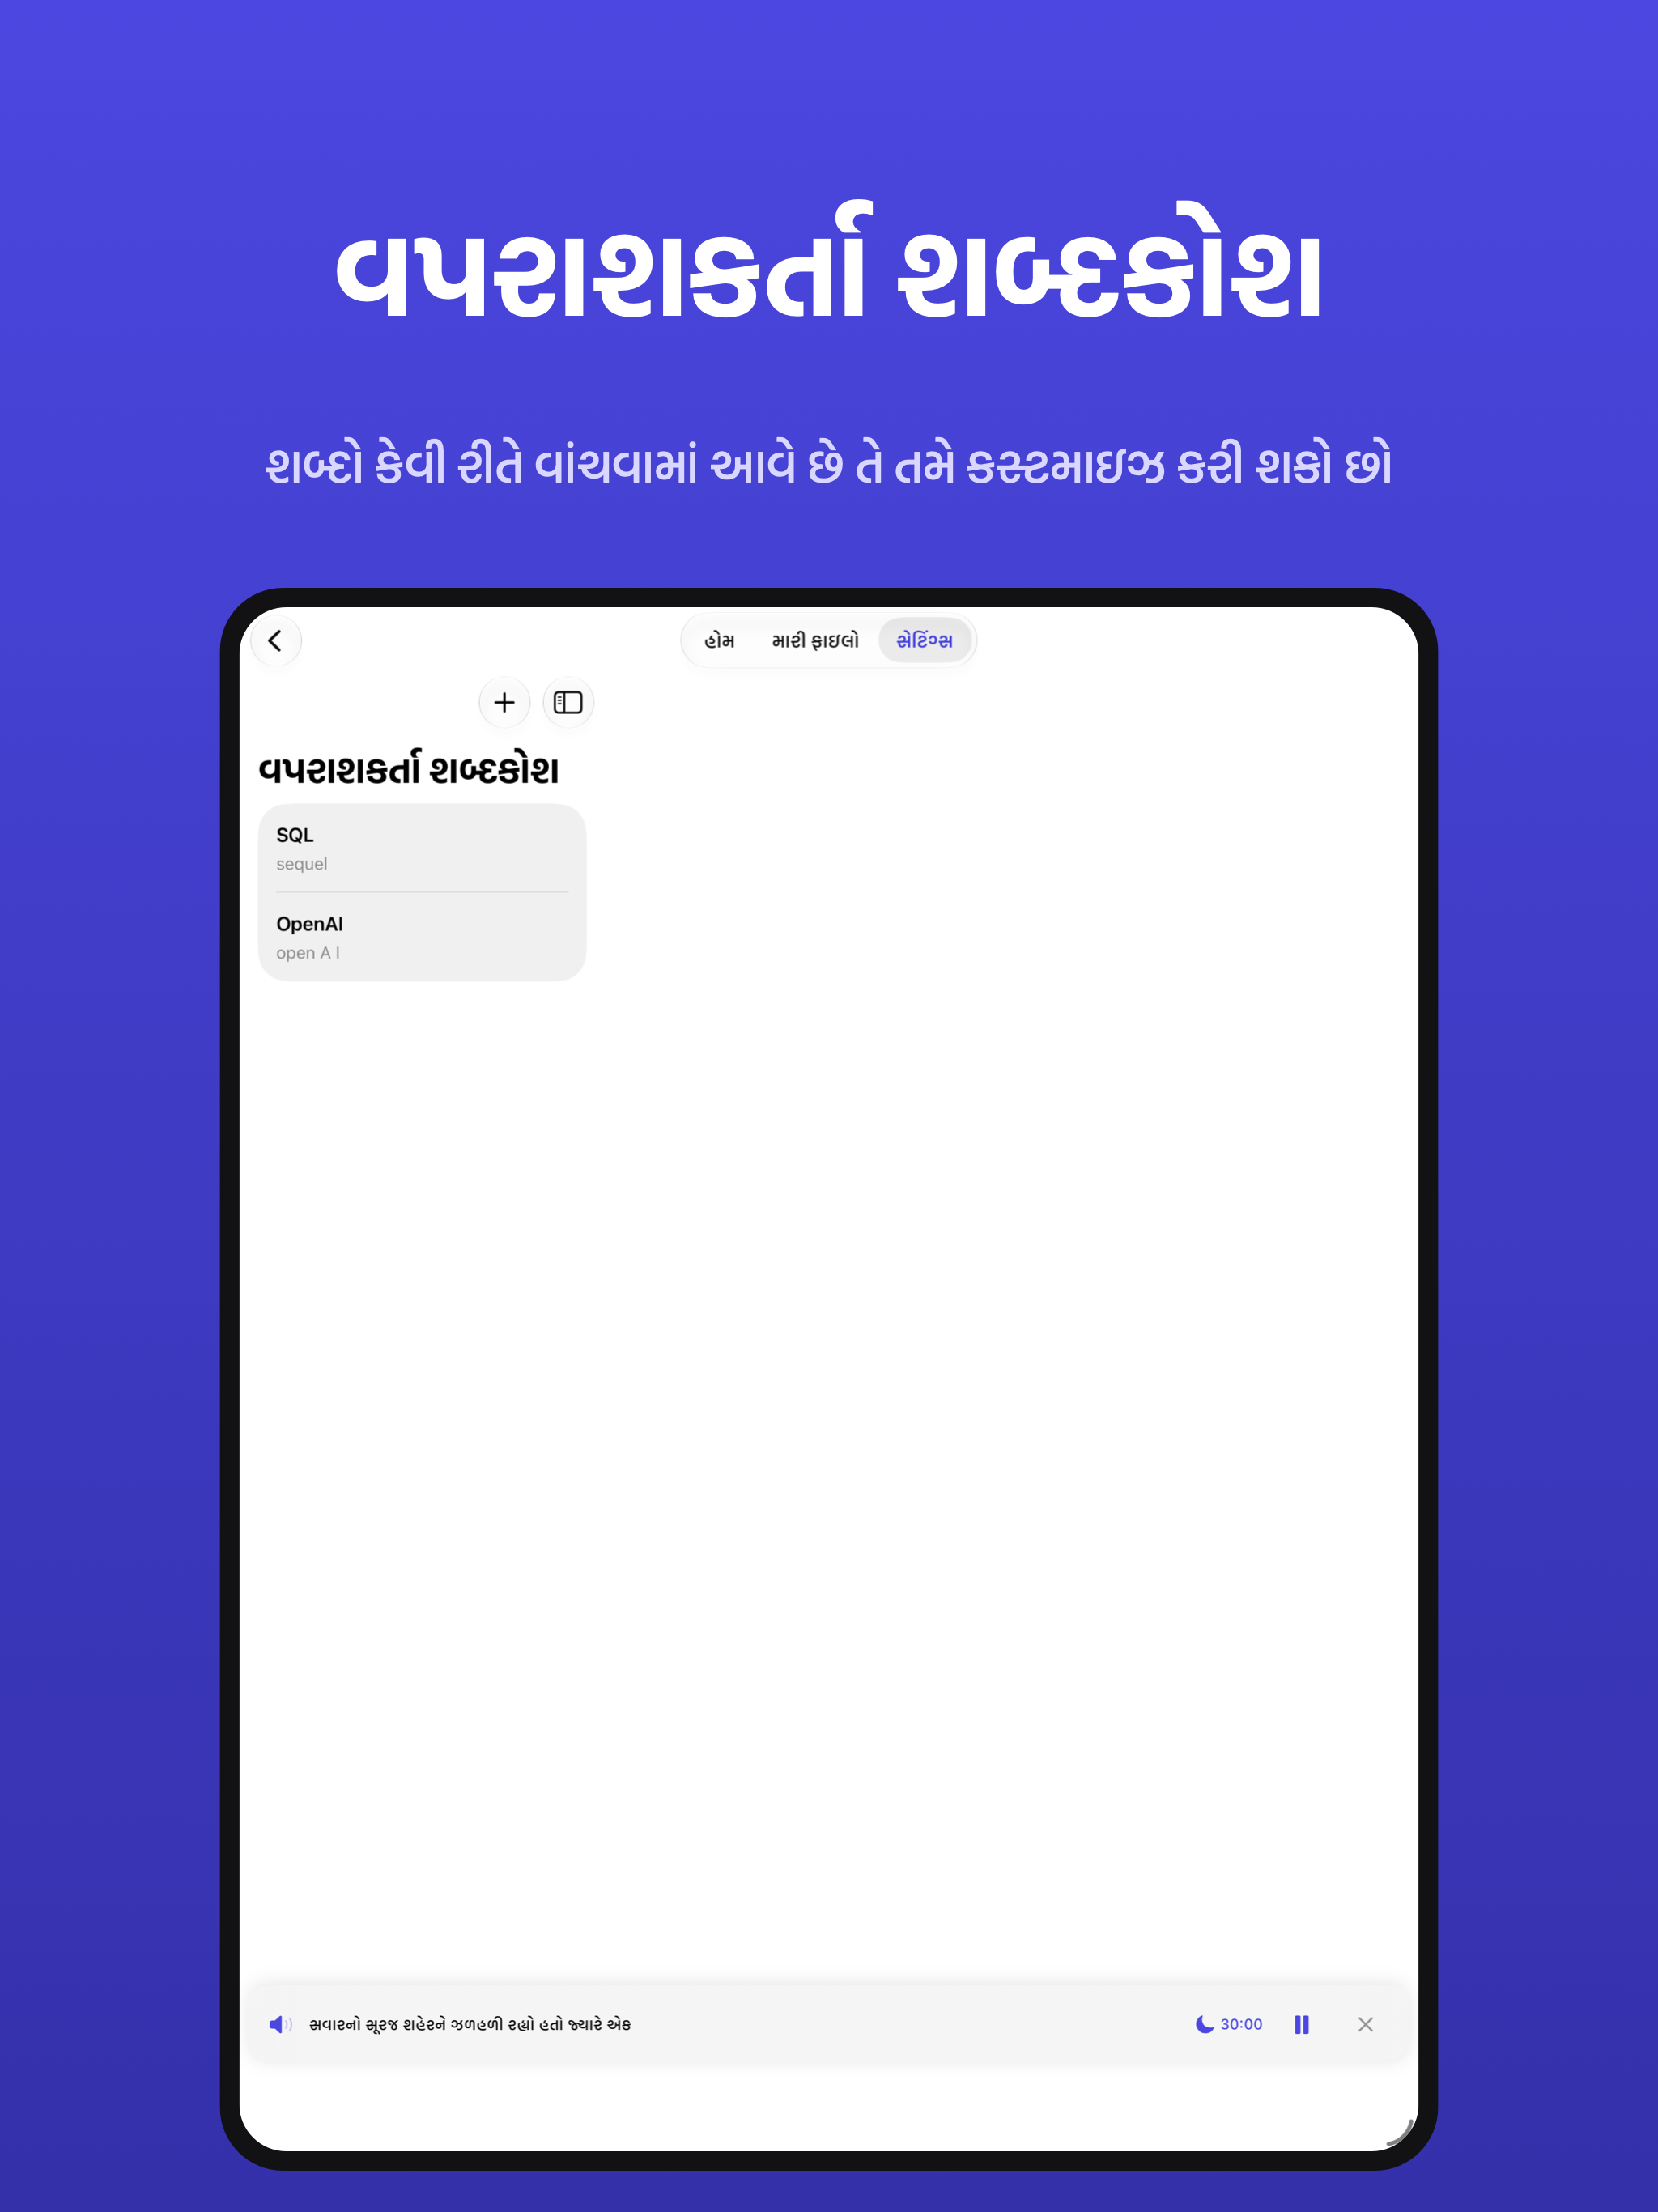 વપરાશકર્તા શબ્દકોશ
શબ્દો કેવી રીતે વાંચવામાં આવે છે તે તમે કસ્ટમાઇઝ કરી શકો છો
હોમ મારી ફાઇલો સેટિંગ્સ
વપરાશકર્તા શબ્દકોશ
SQL
sequel
OpenAI
open A I
સવારનો સૂરજ શહેરને ઝળહળી રહ્યો હતો જ્યારે એક 30:00